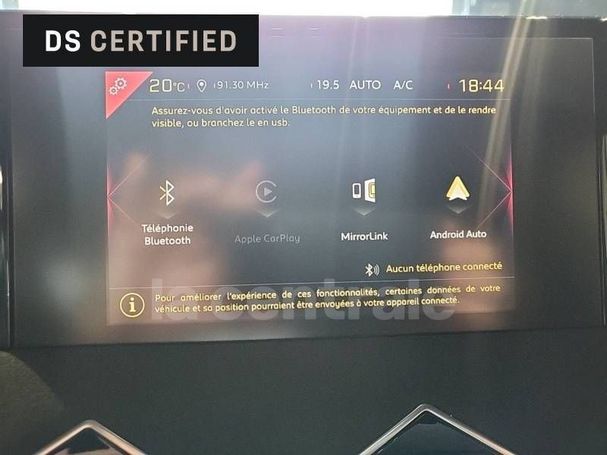 DS CERTIFIED
20°C 91.30 MHz 19.5 AUTO A/C 18:44
Assurez-vous d'avoir activé le Bluetooth de votre équipement et de le rendre
visible, ou branchez le en usb.
Téléphonie
Bluetooth
Apple CarPlay
MirrorLink
Android Auto
Aucun téléphone connecté
Pour améliorer l'expérience de ces fonctionnalités, certaines données de votre
véhicule et sa position pourraient être envoyées à votre appareil connecté.
la centrale